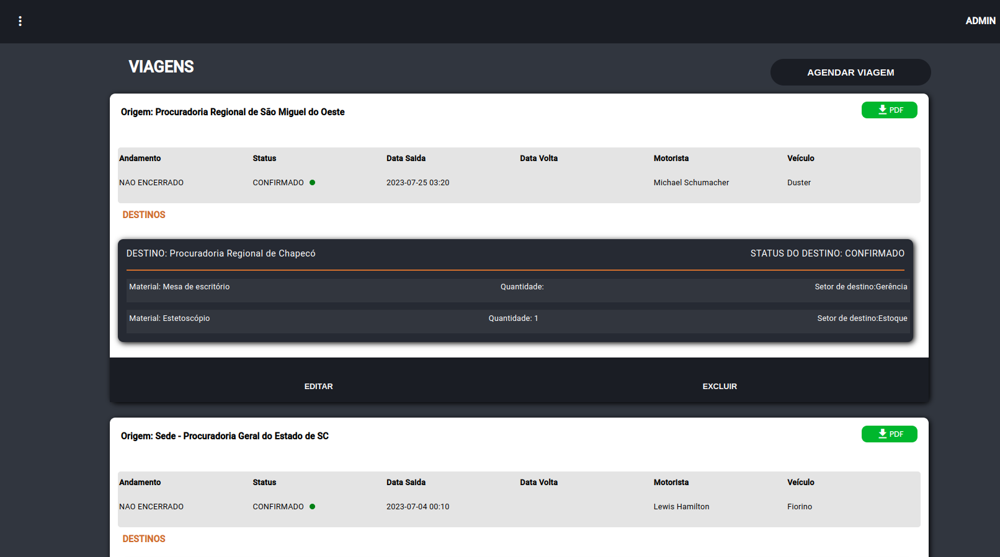 ADMIN
VIAGENS
AGENDAR VIAGEM
Origem: Procuradoria Regional de São Miguel do Oeste
PDF
Andamento Status Data Saida Data Volta Motorista Veículo
NAO ENCERRADO CONFIRMADO 2023-07-25 03:20 Michael Schumacher Duster
DESTINOS
DESTINO: Procuradoria Regional de Chapecó STATUS DO DESTINO: CONFIRMADO
Material: Mesa de escritório Quantidade: Setor de destino:Gerência
Material: Estetoscópio Quantidade: 1 Setor de destino:Estoque
EDITAR EXCLUIR
Origem: Sede - Procuradoria Geral do Estado de SC
PDF
Andamento Status Data Saida Data Volta Motorista Veículo
NAO ENCERRADO CONFIRMADO 2023-07-04 00:10 Lewis Hamilton Fiorino
DESTINOS